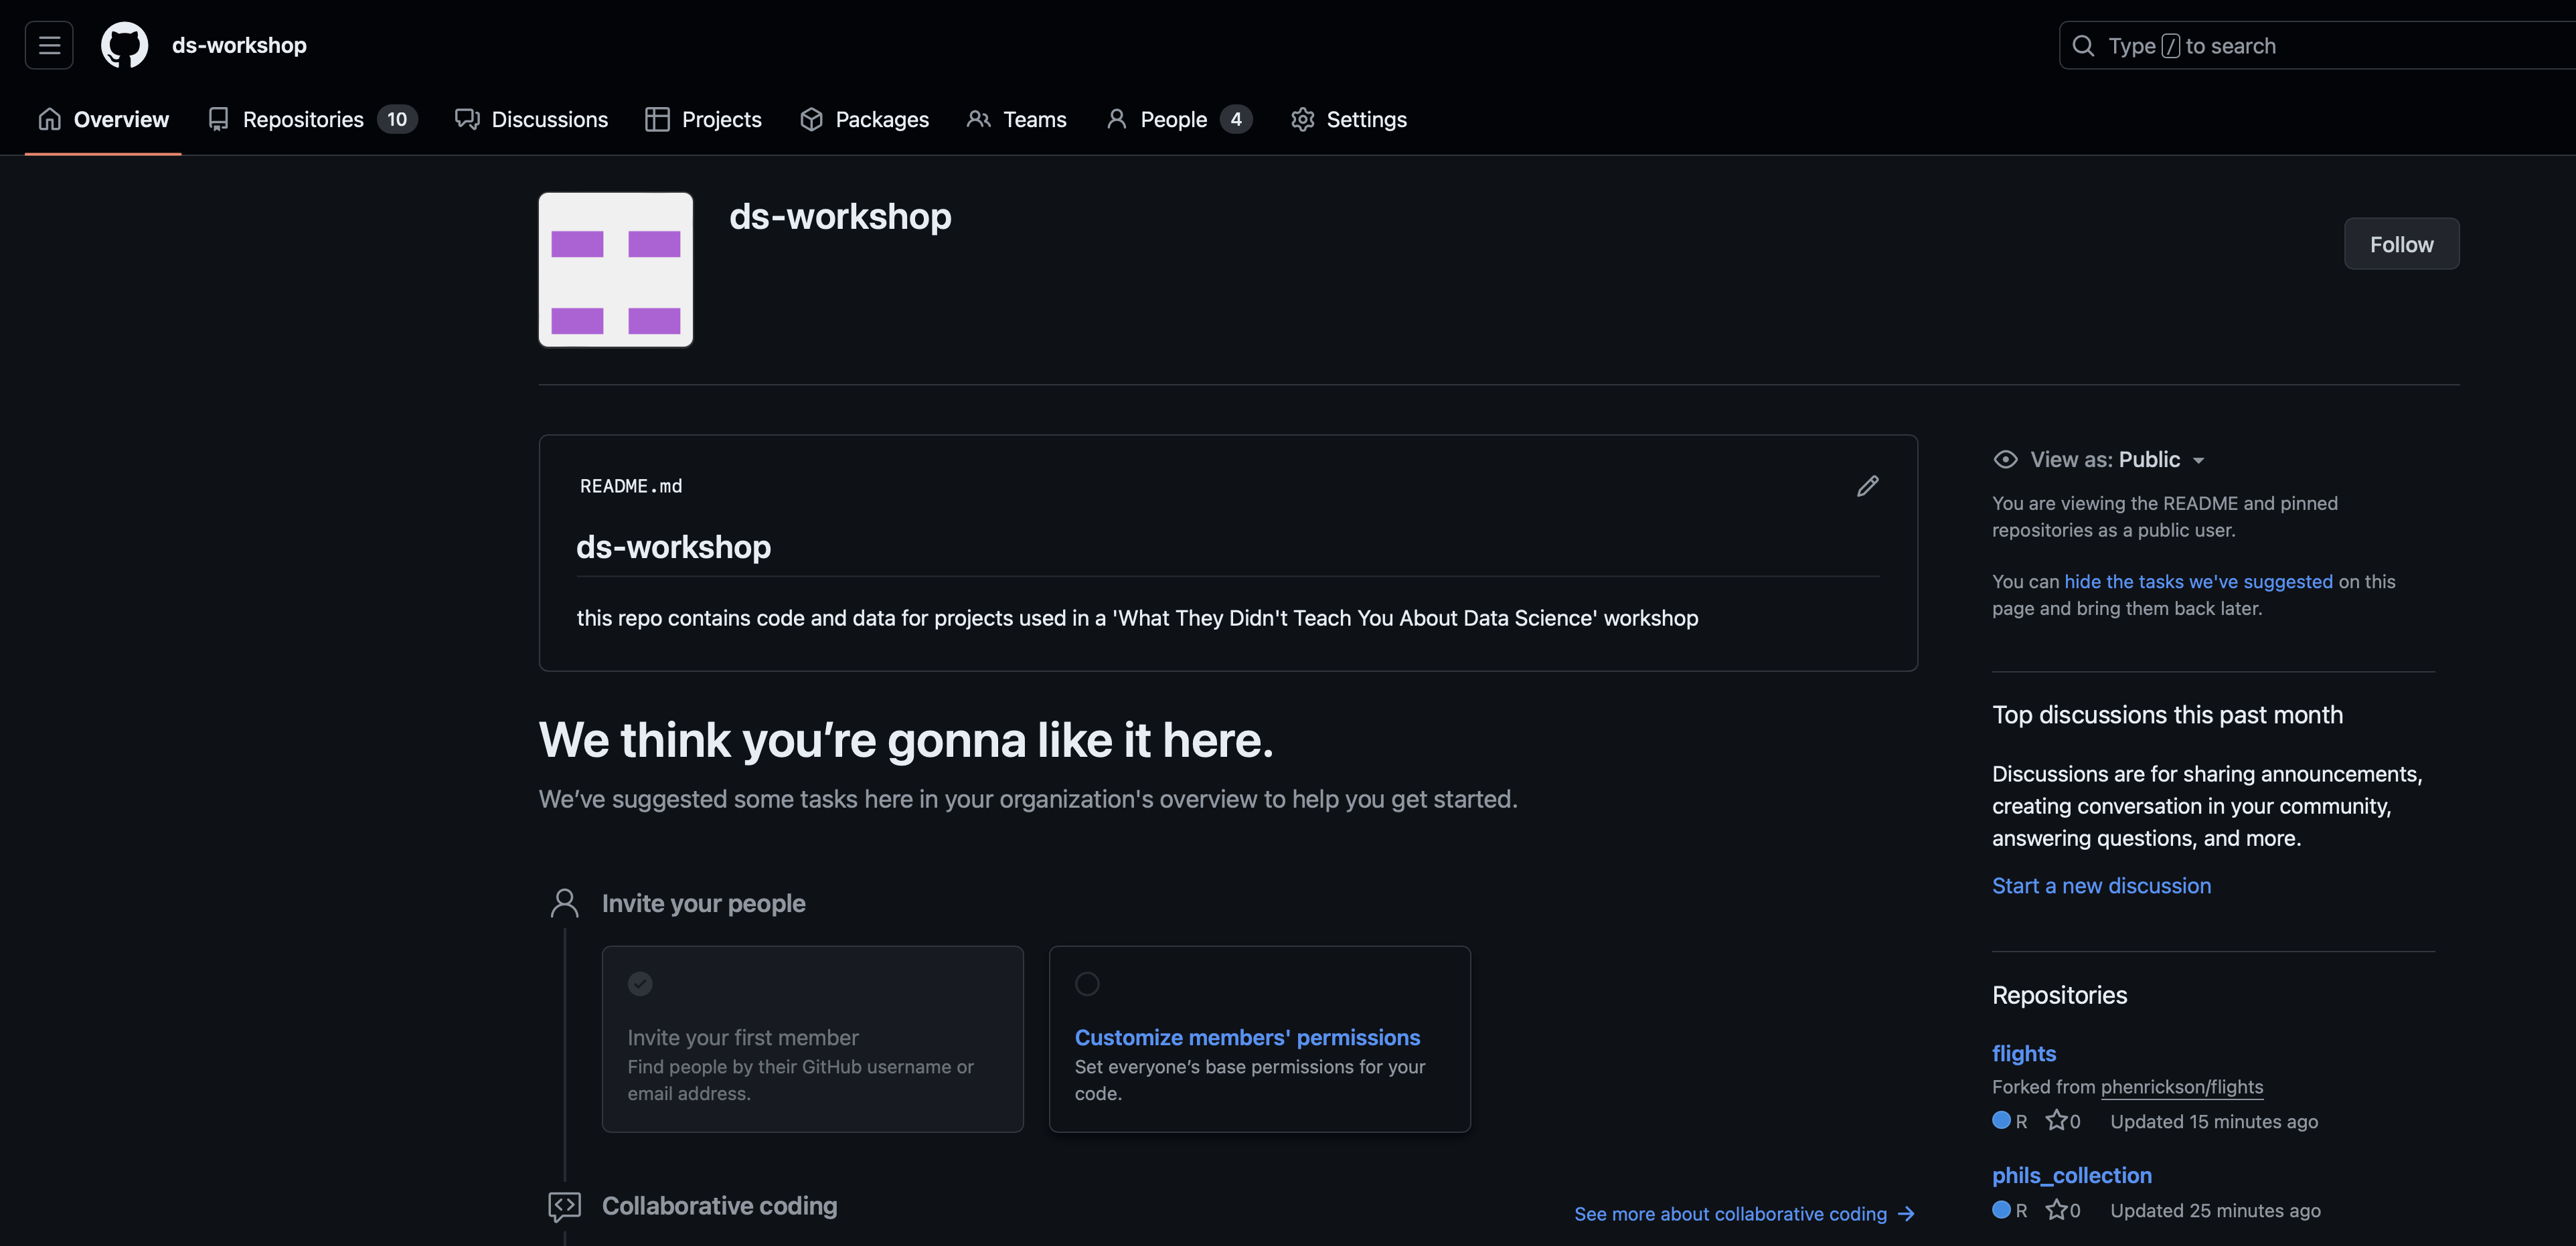 ds-workshop
Type / to search
Overview
Repositories 10
Discussions
Projects
Packages
Teams
People 4
Settings
ds-workshop
Follow
README.md
ds-workshop
this repo contains code and data for projects used in a 'What They Didn't Teach You About Data Science' workshop
We think you’re gonna like it here.
We’ve suggested some tasks here in your organization's overview to help you get started.
Invite your people
Invite your first member
Find people by their GitHub username or
email address.
Customize members' permissions
Set everyone’s base permissions for your
code.
Collaborative coding
See more about collaborative coding
View as: Public
You are viewing the README and pinned
repositories as a public user.
You can hide the tasks we've suggested on this
page and bring them back later.
Top discussions this past month
Discussions are for sharing announcements,
creating conversation in your community,
answering questions, and more.
Start a new discussion
Repositories
flights
Forked from phenrickson/flights
R 0 Updated 15 minutes ago
phils_collection
R 0 Updated 25 minutes ago